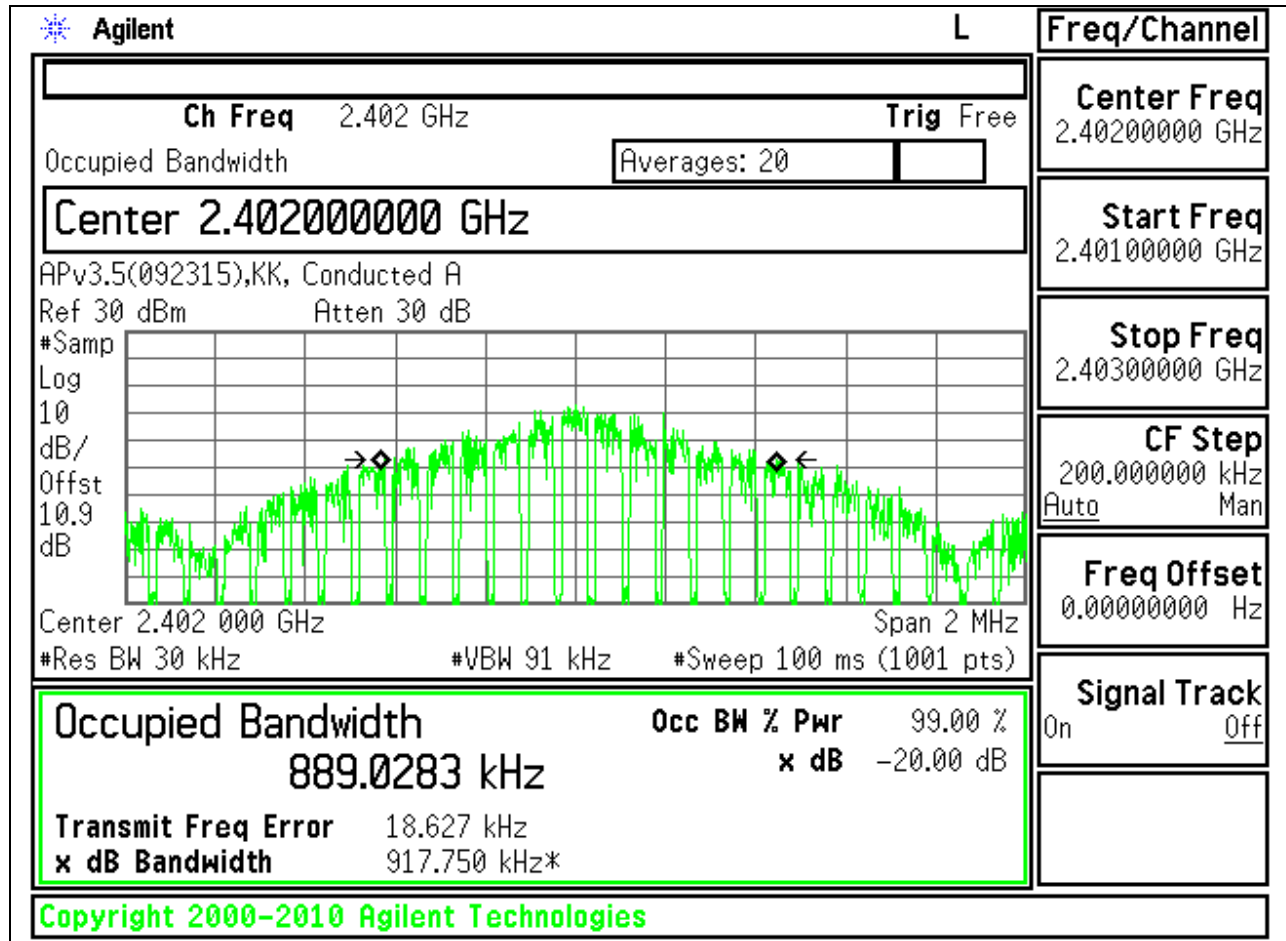 Agilent L
Ch Freq 2.402 GHz Trig Free
Occupied Bandwidth Averages: 20
Center 2.402000000 GHz
APv3.5(092315),KK, Conducted A
Ref 30 dBm Atten 30 dB
#Samp
Log
10
dB/
Offst
10.9
dB
Center 2.402 000 GHz Span 2 MHz
#Res BW 30 kHz #VBW 91 kHz #Sweep 100 ms (1001 pts)
Occupied Bandwidth Occ BW % Pwr 99.00 %
889.0283 kHz x dB -20.00 dB
Transmit Freq Error 18.627 kHz
x dB Bandwidth 917.750 kHz*
Copyright 2000-2010 Agilent Technologies
Freq/Channel
Center Freq
2.40200000 GHz
Start Freq
2.40100000 GHz
Stop Freq
2.40300000 GHz
CF Step
200.000000 kHz
Auto Man
Freq Offset
0.00000000 Hz
Signal Track
On Off